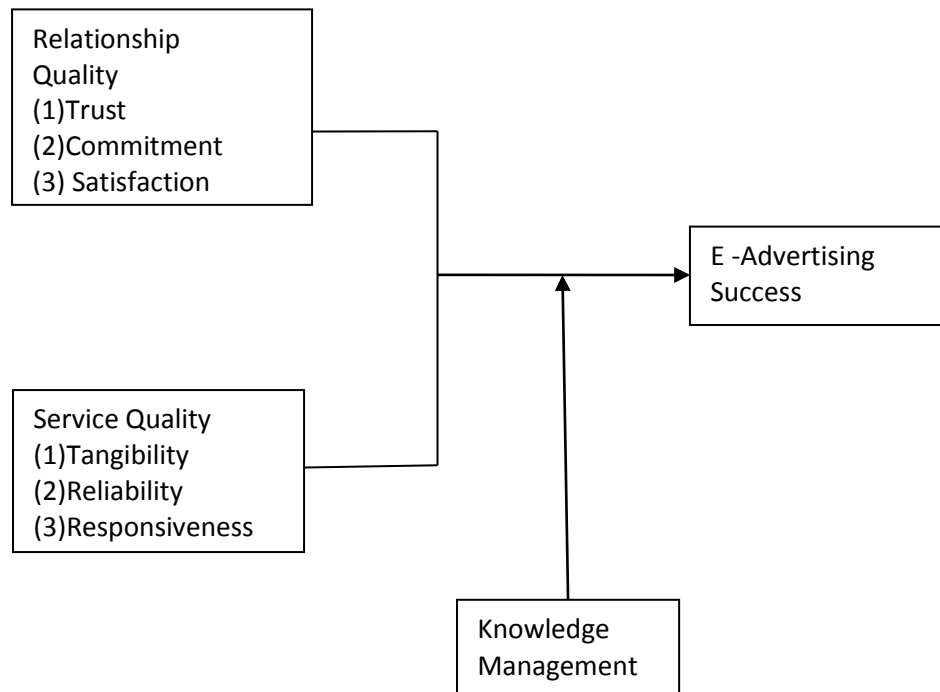 Relationship
Quality
(1)Trust
(2)Commitment
(3) Satisfaction
E -Advertising
Success
Service Quality
(1)Tangibility
(2)Reliability
(3)Responsiveness
Knowledge
Management